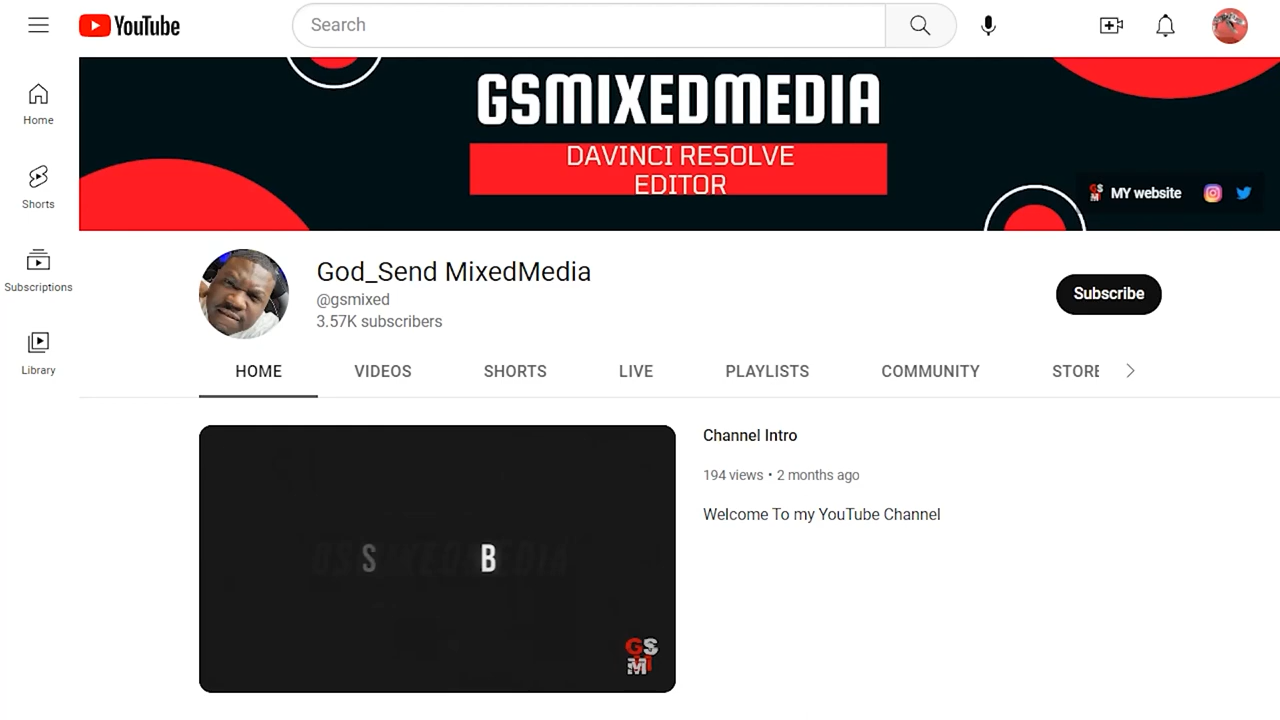 YouTube
Search
Home
Shorts
Subscriptions
Library
GSMIXEDMEDIA
DAVINCI RESOLVE
EDITOR
GS
M
MY website
God_Send MixedMedia
@gsmixed
3.57K subscribers
Subscribe
HOME
VIDEOS
SHORTS
LIVE
PLAYLISTS
COMMUNITY
STORE
GSMIXEDMEDIA
S
B
GS
M
Channel Intro
194 views • 2 months ago
Welcome To my YouTube Channel